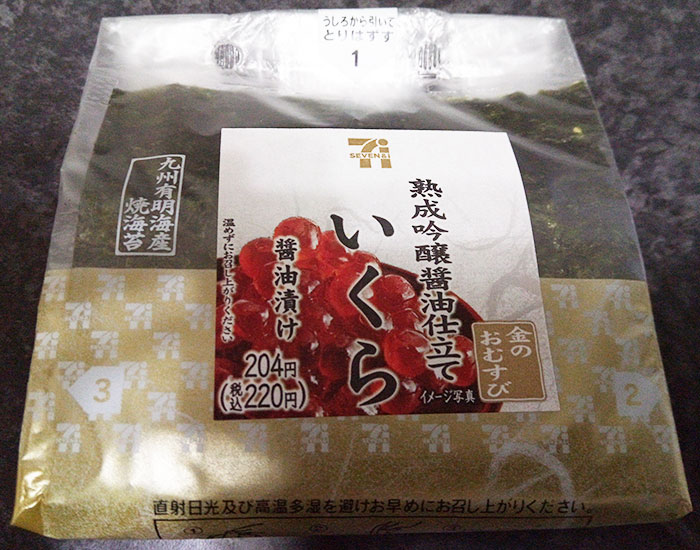 うしろから引いて
とりはずす
1
SEVEN&i
熟成吟醸醤油仕立て
いくら
醤油漬け
温めずにお召し上がりください
204円
(税込220円)
金の
おむすび
イメージ写真
九州有明海産
焼海苔
3
2
直射日光及び高温多湿を避けお早めにお召し上がりください。